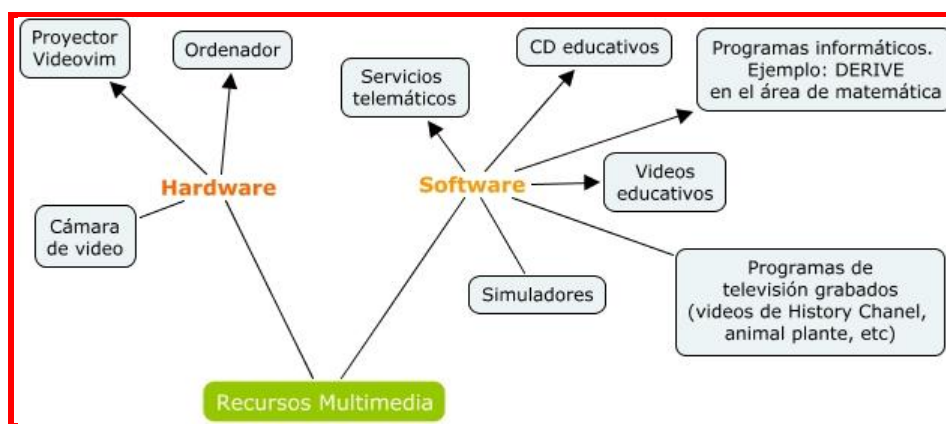 Proyector
Videovim
Ordenador
Servicios
telemáticos
CD educativos
Programas informáticos.
Ejemplo: DERIVE
en el área de matemática
Hardware
Software
Videos
educativos
Cámara
de video
Simuladores
Programas de
televisión grabados
(videos de History Chanel,
animal plante, etc)
Recursos Multimedia